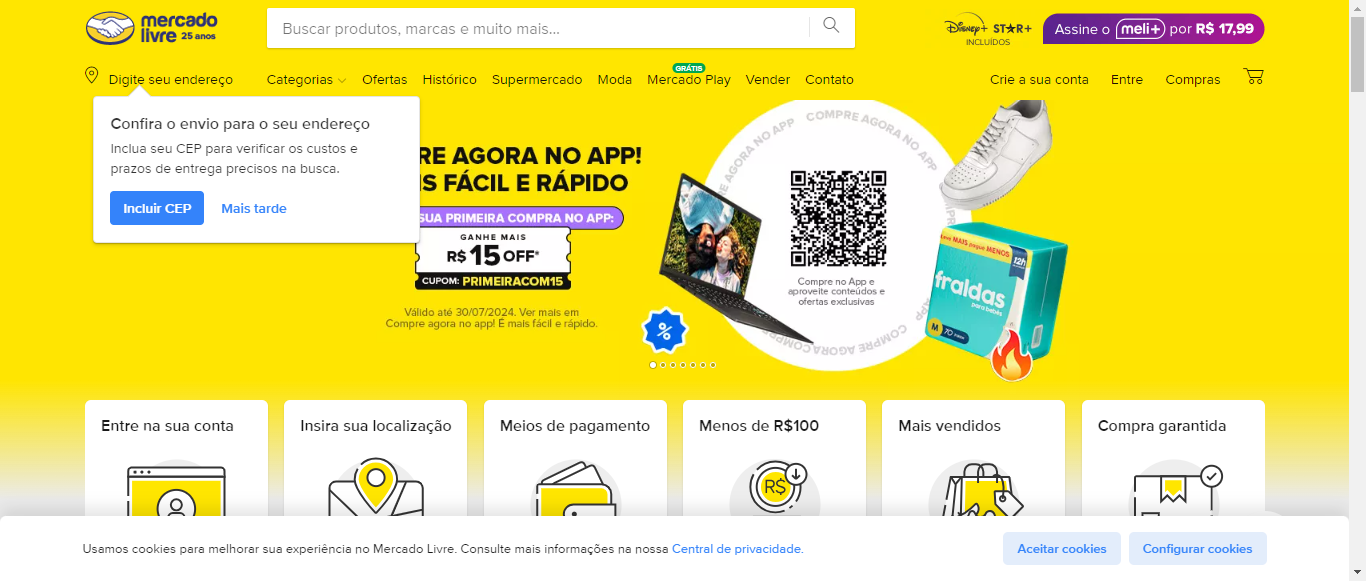 mercado
livre 25 anos
Buscar produtos, marcas e muito mais...
Disney+ STAR+
INCLUÍDOS
Assine o meli+ por R$ 17,99
Digite seu endereço
Categorias
Ofertas
Histórico
Supermercado
Moda
GRÁTIS
Mercado Play
Vender
Contato
Crie a sua conta
Entre
Compras
Confira o envio para o seu endereço
Inclua seu CEP para verificar os custos e
prazos de entrega precisos na busca.
Incluir CEP
Mais tarde
RE AGORA NO APP!
S FÁCIL E RÁPIDO
SUA PRIMEIRA COMPRA NO APP:
GANHE MAIS
R$ 15 OFF*
CUPOM: PRIMEIRACOM15
Válido até 30/07/2024. Ver mais em
Compre agora no app! É mais fácil e rápido.
%
COMPRE AGORA NO APP
COMPRE AGORA NO APP
COMPRE AGORA
Compre no App e
aproveite conteúdos e
ofertas exclusivas
Leve MAIS pague MENOS
12h
fraldas
para bebês
M 70
Entre na sua conta
Insira sua localização
Meios de pagamento
Menos de R$100
Mais vendidos
Compra garantida
R$
Usamos cookies para melhorar sua experiência no Mercado Livre. Consulte mais informações na nossa Central de privacidade.
Aceitar cookies
Configurar cookies